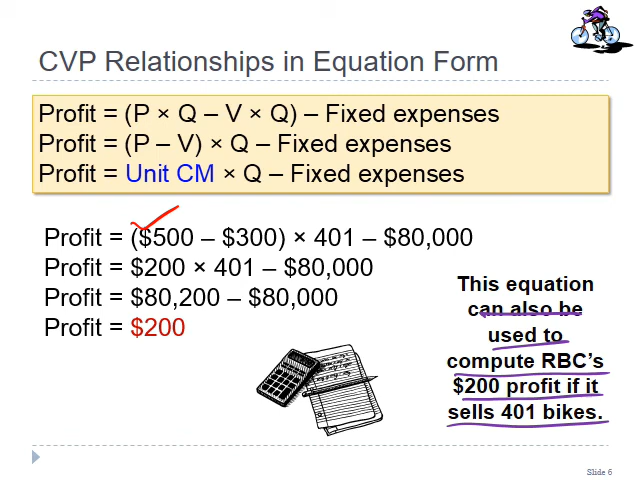 CVP Relationships in Equation Form
Profit = (P × Q – V × Q) – Fixed expenses
Profit = (P – V) × Q – Fixed expenses
Profit = Unit CM × Q – Fixed expenses
Profit = ($500 – $300) × 401 – $80,000
Profit = $200 × 401 – $80,000
Profit = $80,200 – $80,000
Profit = $200
This equation
can also be
used to
compute RBC’s
$200 profit if it
sells 401 bikes.
Slide 6